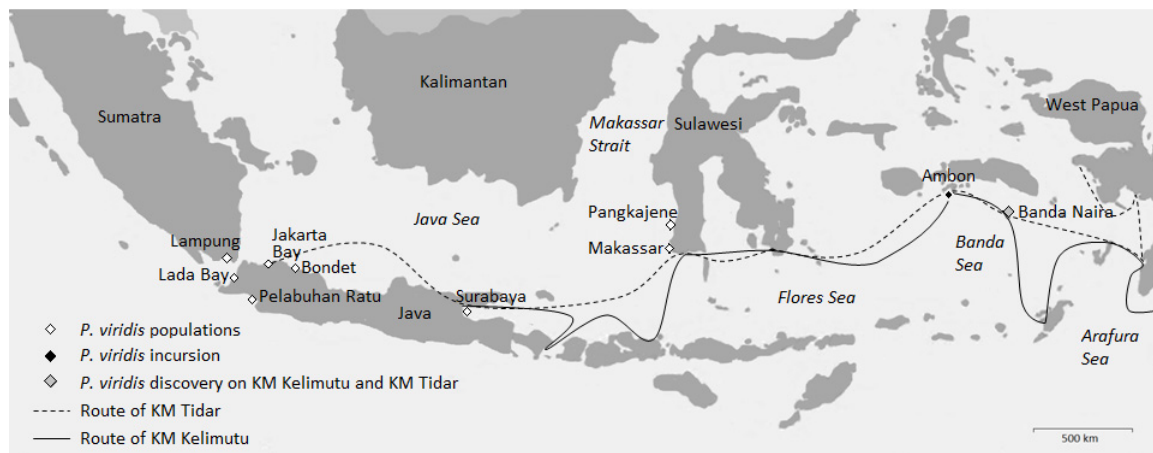 Sumatra
Kalimantan
Makassar
Strait
Sulawesi
West Papua
Ambon
Java Sea
Pangkajene
Banda Naira
Lampung
Jakarta
Bay
Makassar
Banda
Sea
Lada Bay
Bondet
Pelabuhan Ratu
Java
Surabaya
Flores Sea
Arafura
Sea
P. viridis populations
P. viridis incursion
P. viridis discovery on KM Kelimutu and KM Tidar
Route of KM Tidar
Route of KM Kelimutu
500 km